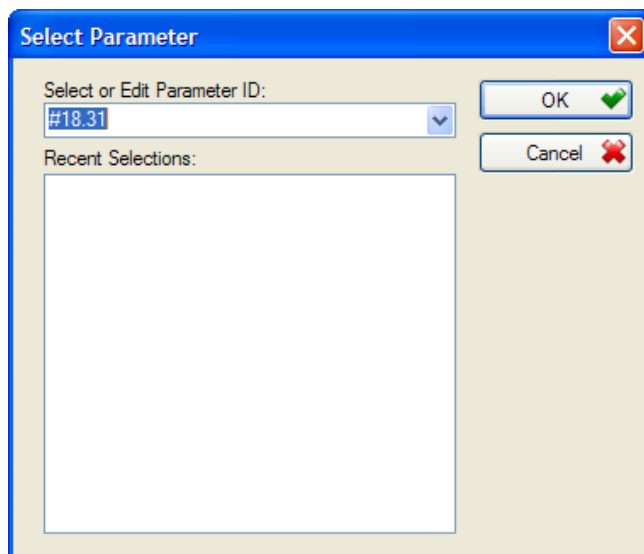 Select Parameter
Select or Edit Parameter ID:
#18.31
OK
Recent Selections:
Cancel